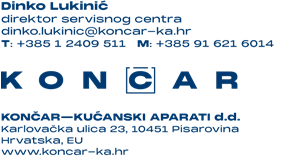 Dinko Lukinić
direktor servisnog centra
dinko.lukinic@koncar-ka.hr
T: +385 1 2409 511   M: +385 91 621 6014
KONČAR
KONČAR—KUĆANSKI APARATI d.d.
Karlovačka ulica 23, 10451 Pisarovina
Hrvatska, EU
www.koncar-ka.hr